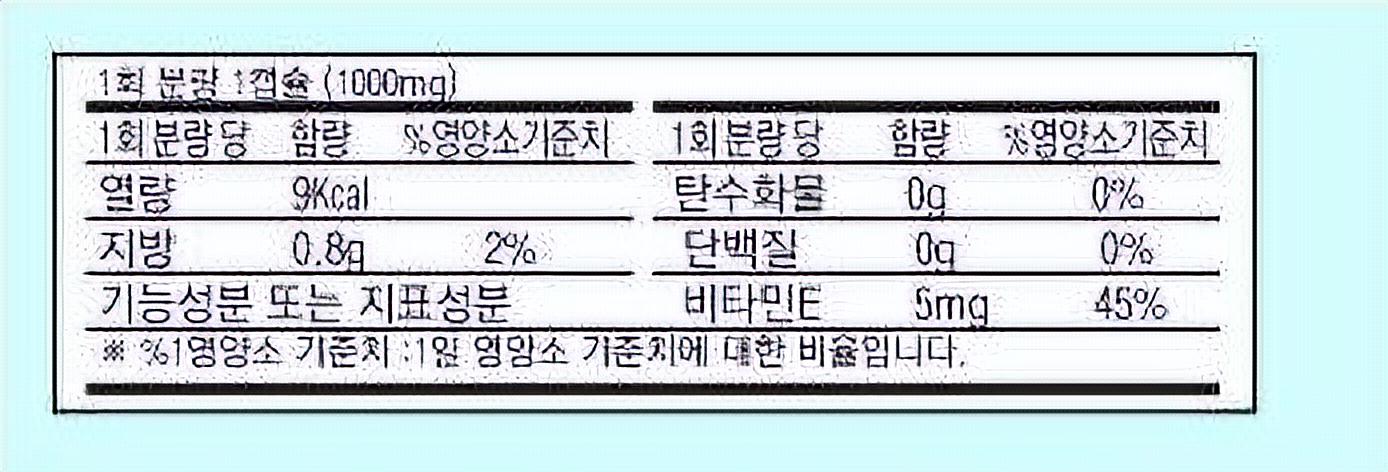 1회 분량 1캡슐 (1000mg)
1회분량당 함량 %영양소기준치 1회분량당 함량 %영양소기준치
열량 9Kcal 탄수화물 0g 0%
지방 0.8g 2% 단백질 0g 0%
기능성분 또는 지표성분 비타민E 5mg 45%
※ %1영양소 기준치 :1일 영양소 기준치에 대한 비율입니다.